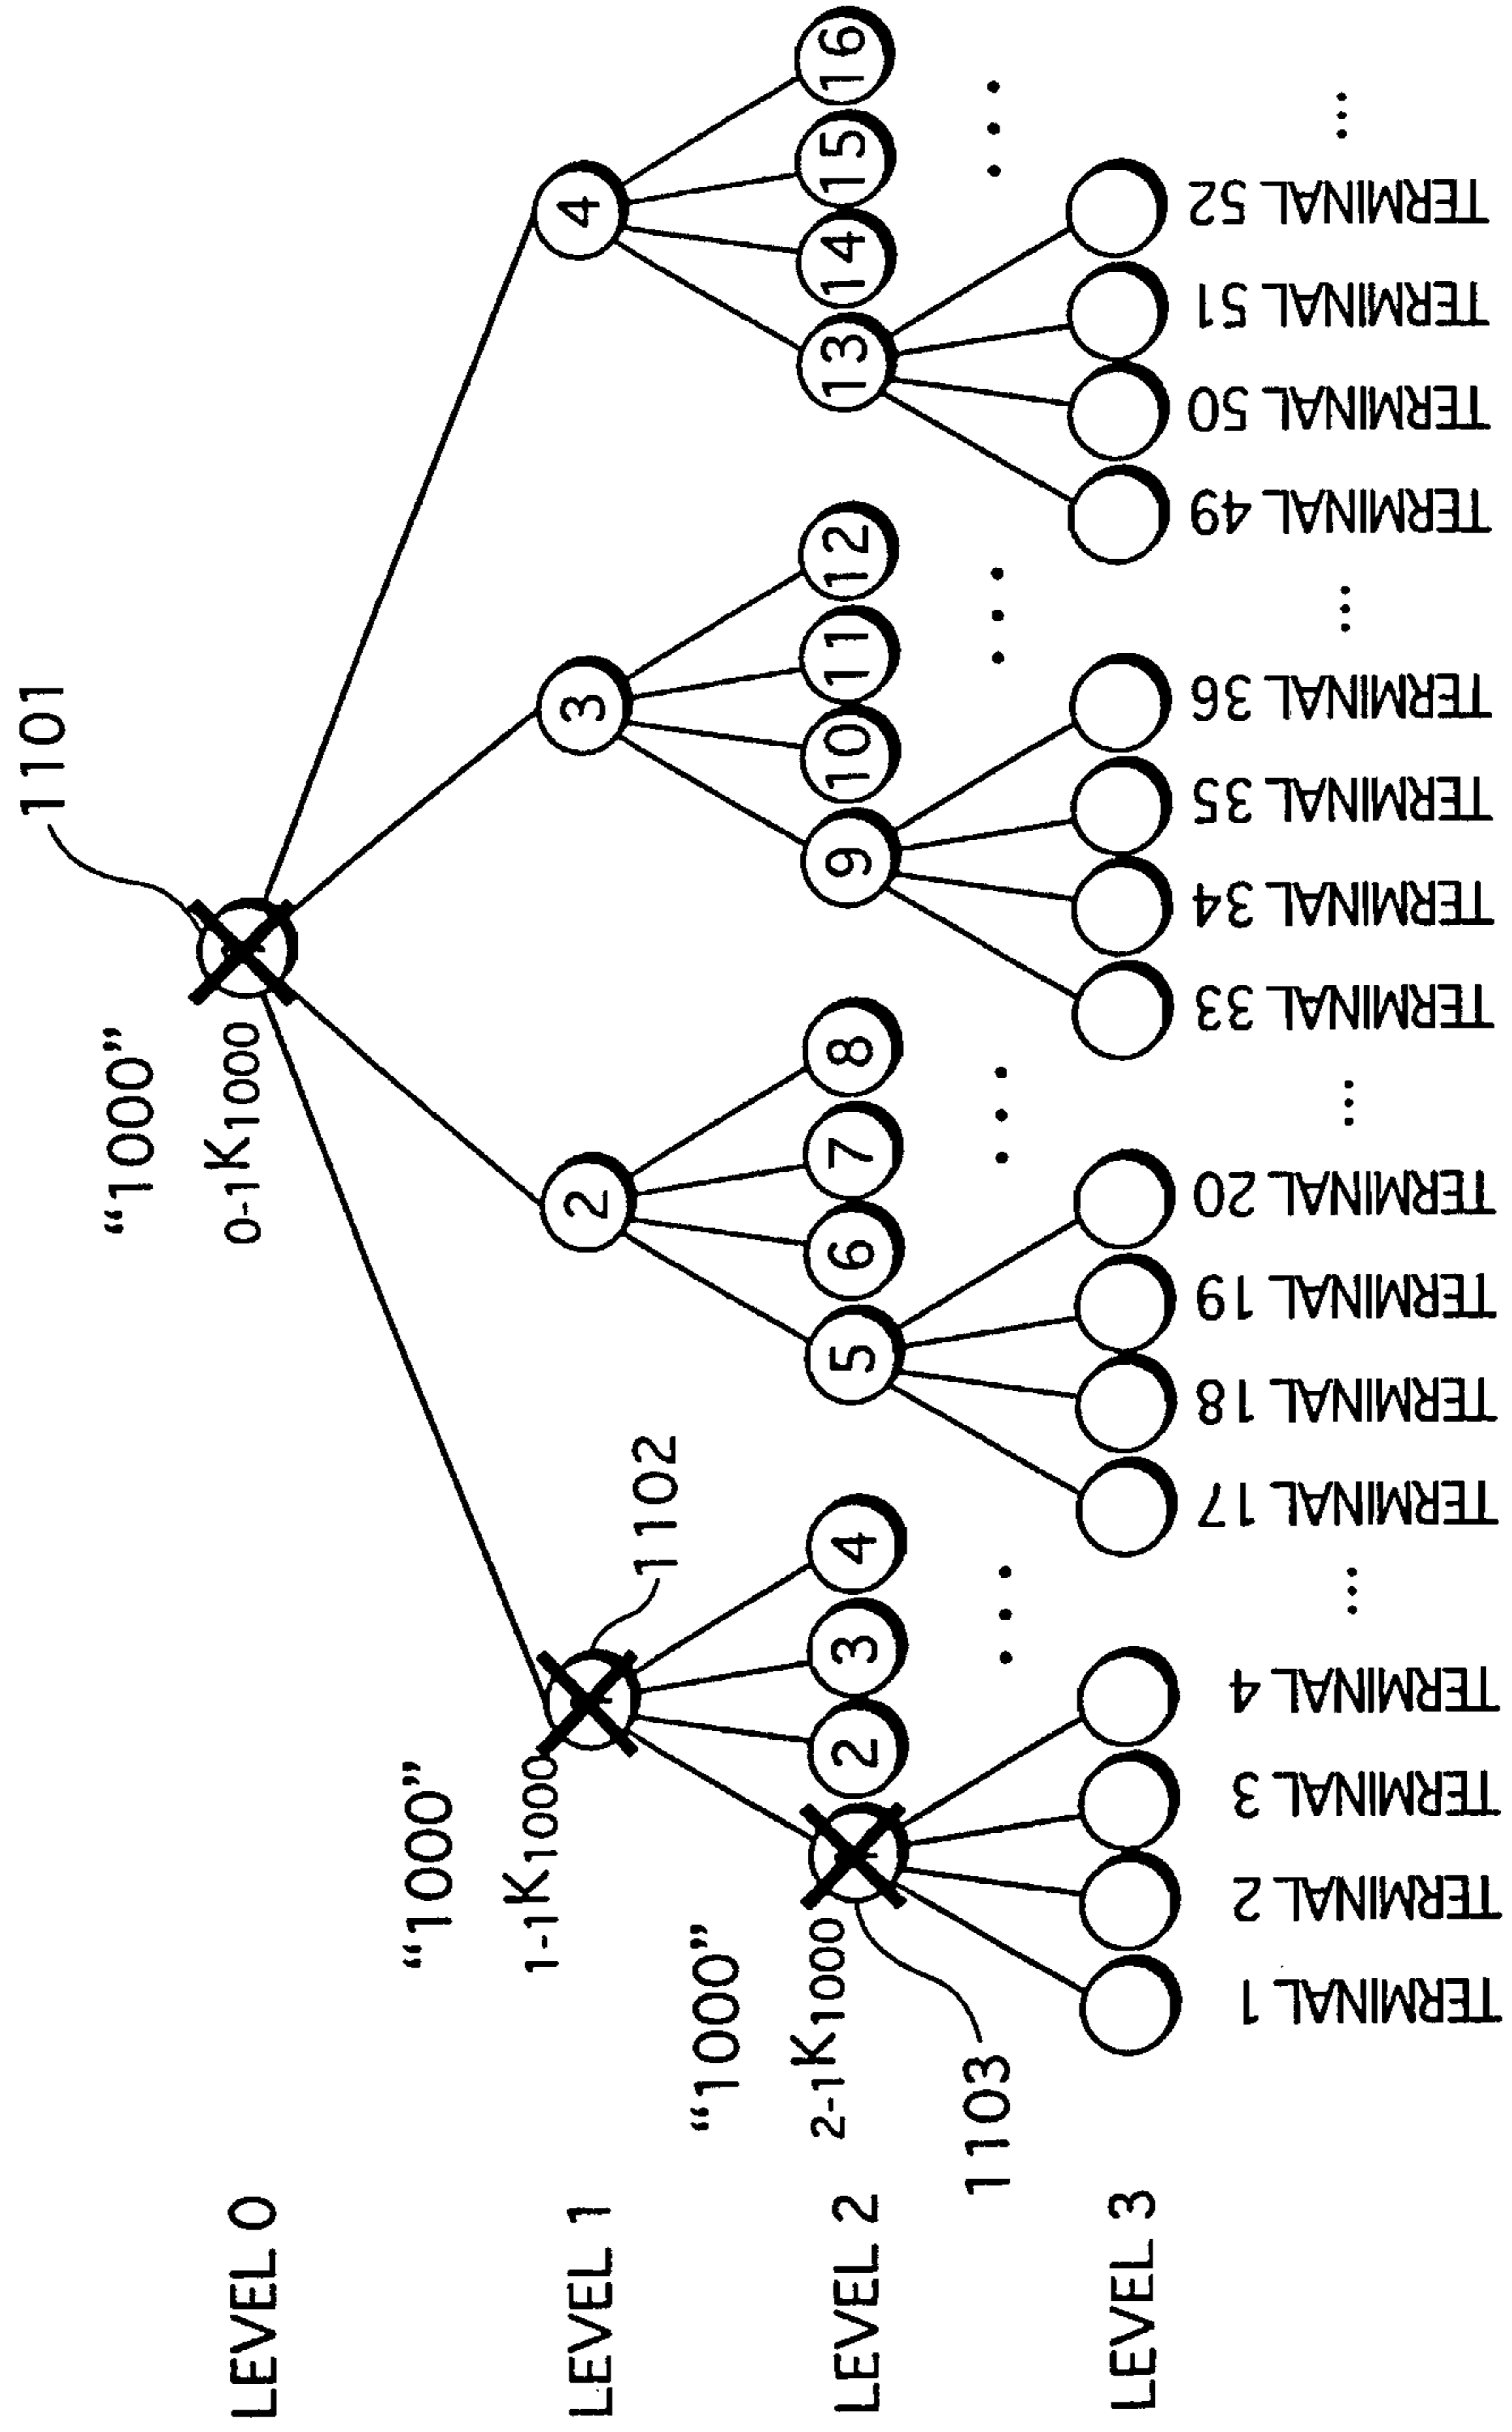 1101
"1000"
0-1K1000
LEVEL 0
"1000"
1-1K1000
1102
LEVEL 1
2
3
4
"1000"
2-1K1000
1103
LEVEL 2
2
3
4
5
6
7
8
9
10
11
12
13
14
15
16
... ... ... ...
LEVEL 3
TERMINAL 1
TERMINAL 2
TERMINAL 3
TERMINAL 4
...
TERMINAL 17
TERMINAL 18
TERMINAL 19
TERMINAL 20
...
TERMINAL 33
TERMINAL 34
TERMINAL 35
TERMINAL 36
...
TERMINAL 49
TERMINAL 50
TERMINAL 51
TERMINAL 52
...